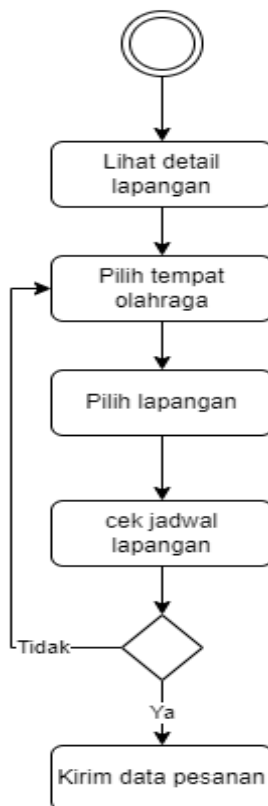 Lihat detail
lapangan
Pilih tempat
olahraga
Pilih lapangan
cek jadwal
lapangan
Tidak
Ya
Kirim data pesanan